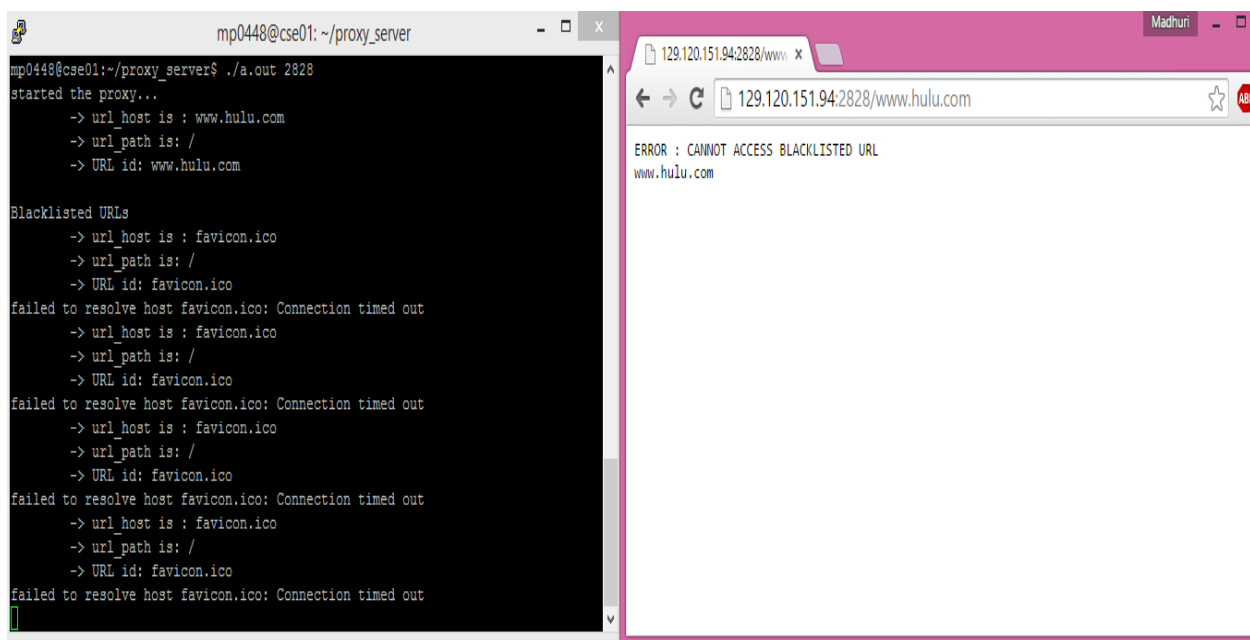 mp0448@cse01: ~/proxy_server
mp0448@cse01:~/proxy_server$ ./a.out 2828
started the proxy...
-> url_host is : www.hulu.com
-> url_path is: /
-> URL id: www.hulu.com
Blacklisted URLs
-> url_host is : favicon.ico
-> url_path is: /
-> URL id: favicon.ico
failed to resolve host favicon.ico: Connection timed out
-> url_host is : favicon.ico
-> url_path is: /
-> URL id: favicon.ico
failed to resolve host favicon.ico: Connection timed out
-> url_host is : favicon.ico
-> url_path is: /
-> URL id: favicon.ico
failed to resolve host favicon.ico: Connection timed out
-> url_host is : favicon.ico
-> url_path is: /
-> URL id: favicon.ico
failed to resolve host favicon.ico: Connection timed out
Madhuri
129.120.151.94:2828/www
129.120.151.94:2828/www.hulu.com
AB
ERROR : CANNOT ACCESS BLACKLISTED URL
www.hulu.com